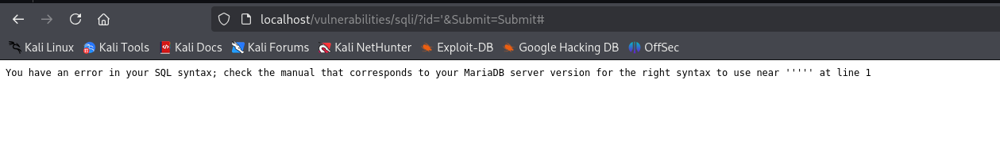 localhost/vulnerabilities/sqli/?id='&Submit=Submit#
Kali Linux Kali Tools Kali Docs Kali Forums Kali NetHunter Exploit-DB Google Hacking DB OffSec
You have an error in your SQL syntax; check the manual that corresponds to your MariaDB server version for the right syntax to use near ''''' at line 1